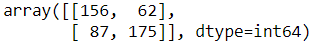 array([[156,  62],
       [ 87, 175]], dtype=int64)